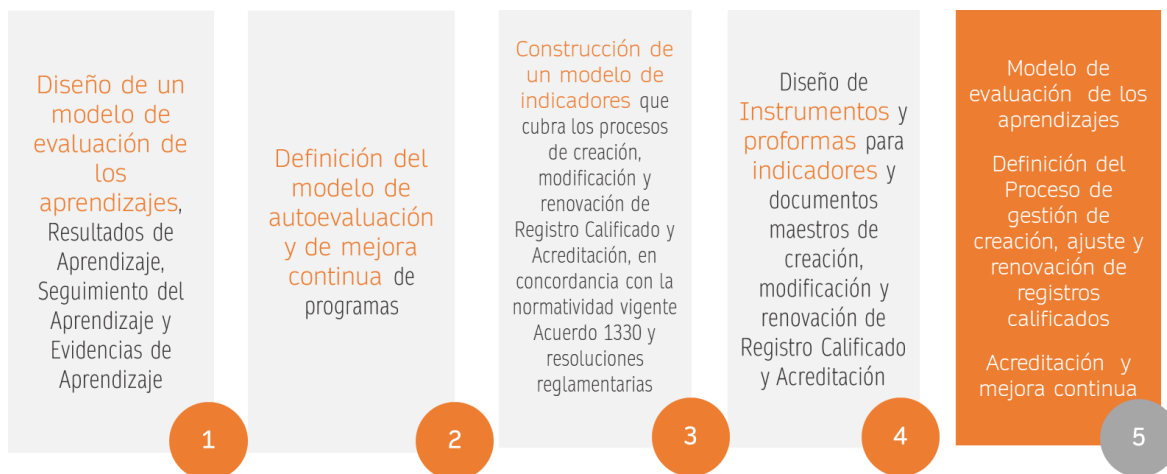 Diseño de un
modelo de
evaluación de
los
aprendizajes,
Resultados de
Aprendizaje,
Seguimiento del
Aprendizaje y
Evidencias de
Aprendizaje
1
Definición del
modelo de
autoevaluación
y de mejora
continua de
programas
2
Construcción de
un modelo de
indicadores que
cubra los procesos
de creación,
modificación y
renovación de
Registro Calificado y
Acreditación, en
concordancia con la
normatividad vigente
Acuerdo 1330 y
resoluciones
reglamentarias
3
Diseño de
Instrumentos y
proformas para
indicadores y
documentos
maestros de
creación,
modificación y
renovación de
Registro Calificado
y Acreditación
4
Modelo de
evaluación de los
aprendizajes
Definición del
Proceso de
gestión de
creación, ajuste y
renovación de
registros
calificados
Acreditación y
mejora continua
5